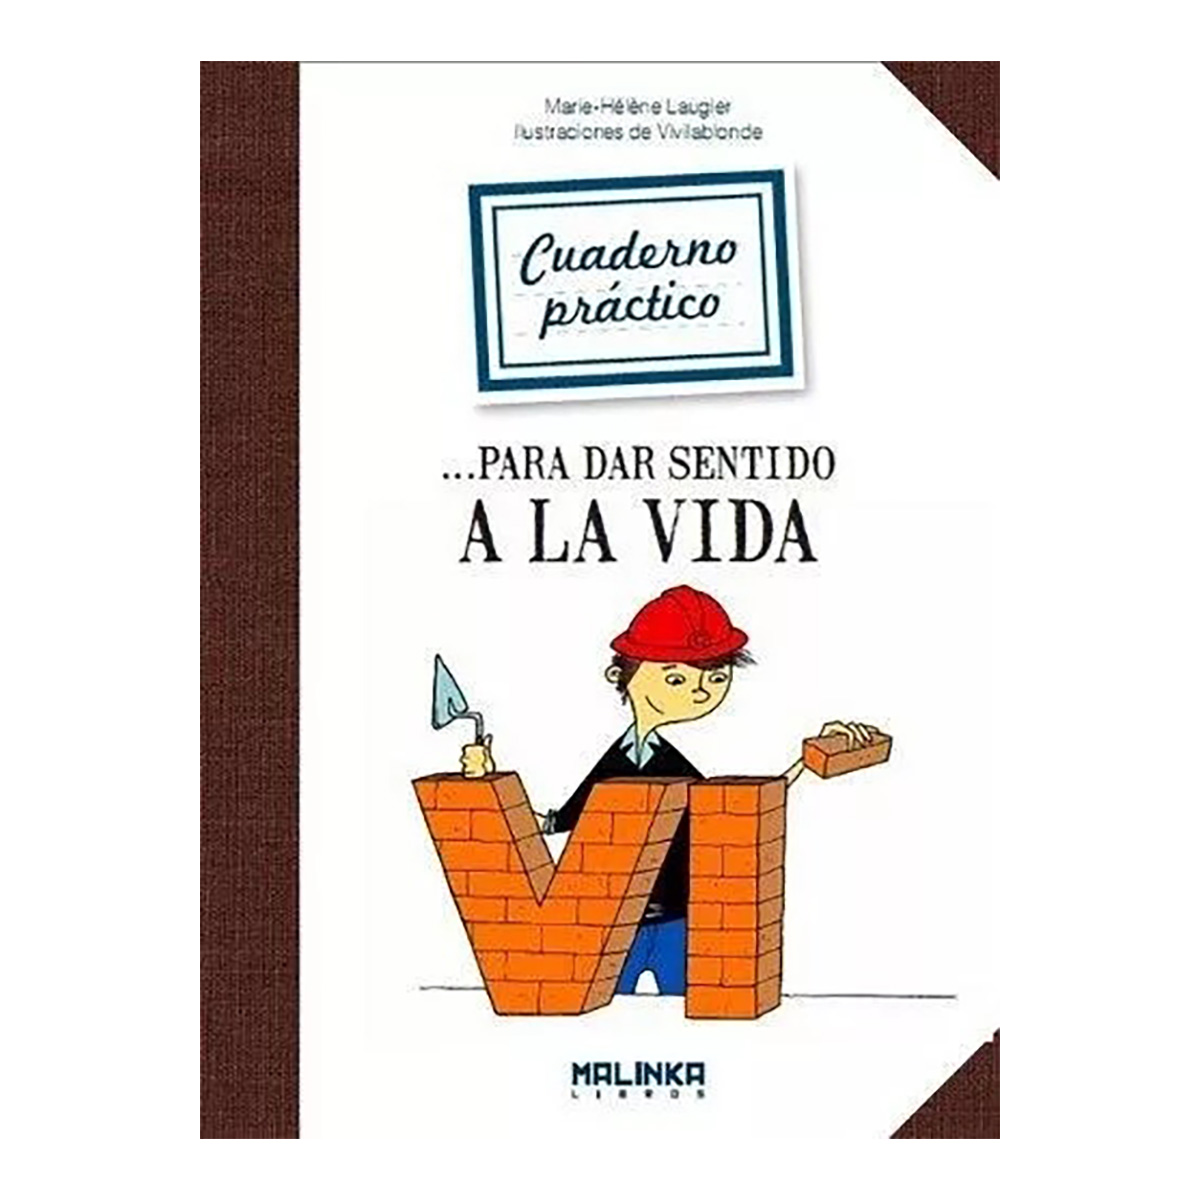 Marie-Hélène Laugier
Ilustraciones de Vivilablonde
Cuaderno
práctico
...PARA DAR SENTIDO
A LA VIDA
VI
MALINKA
LIBROS